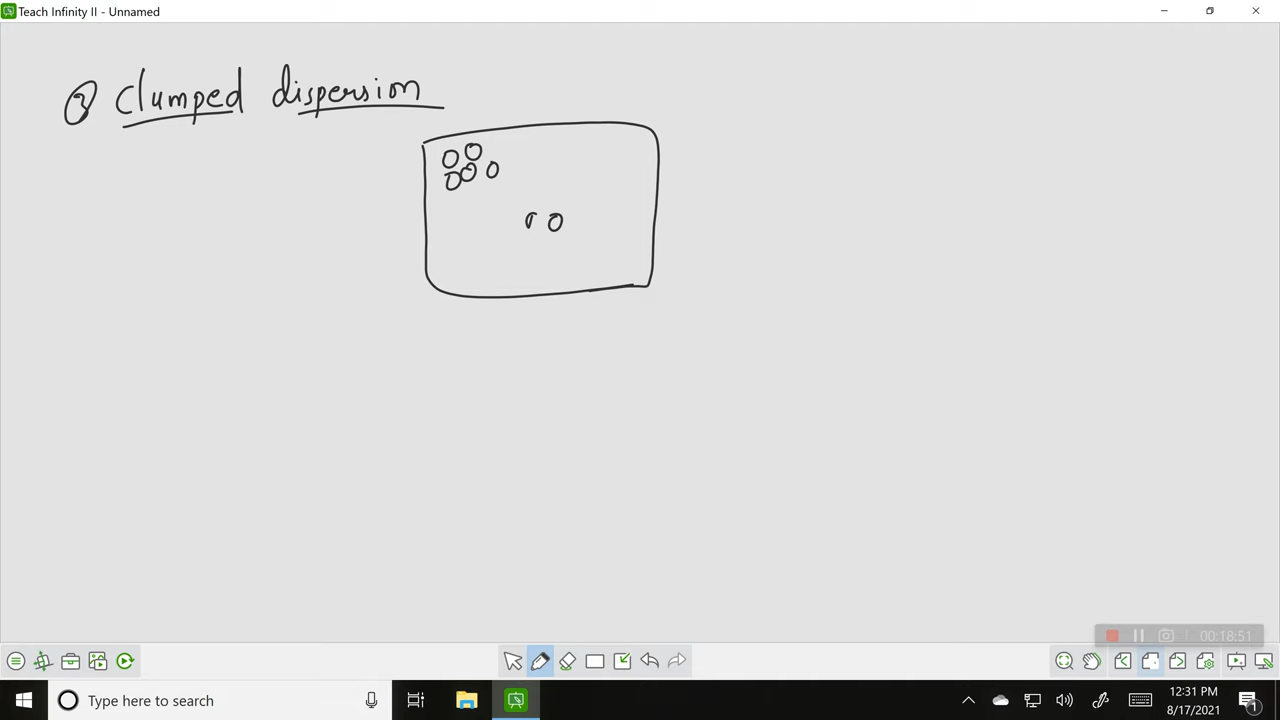 Teach Infinity II - Unnamed
③ Clumped dispersion
00:18:51
Type here to search
12:31 PM
8/17/2021
1